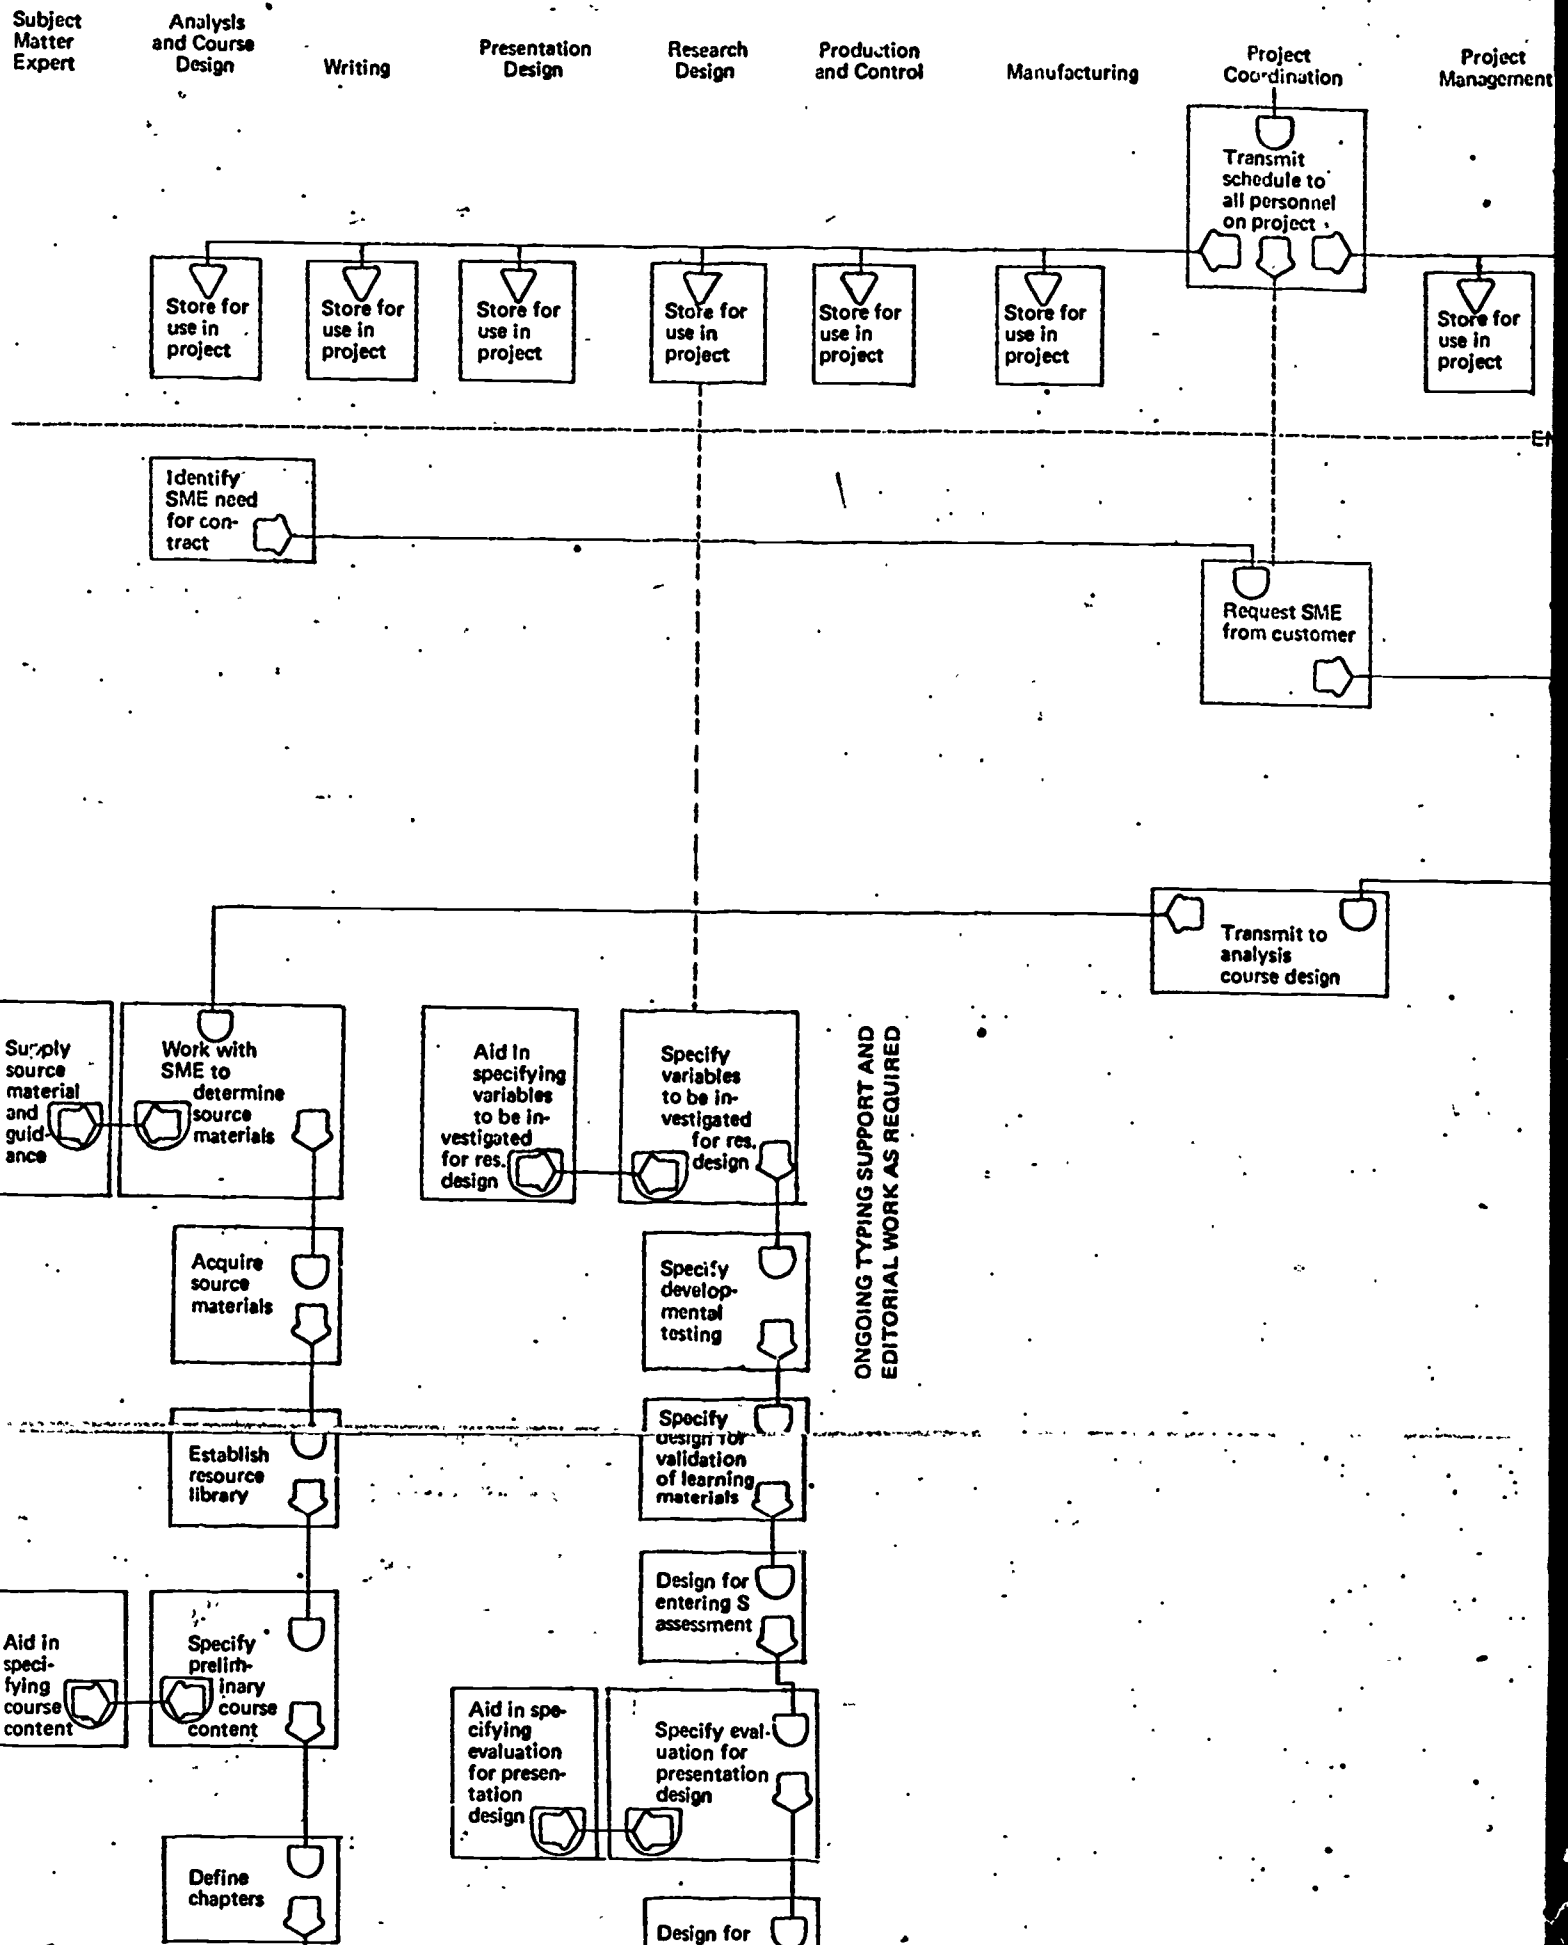 Subject
Matter
Expert
Analysis
and Course
Design
Writing
Presentation
Design
Research
Design
Production
and Control
Manufacturing
Project
Coordination
Project
Management
Transmit
schedule to
all personnel
on project
Store for
use in
project
Store for
use in
project
Store for
use in
project
Store for
use in
project
Store for
use in
project
Store for
use in
project
Store for
use in
project
Identify
SME need
for con-
tract
Request SME
from customer
Transmit to
analysis
course design
Supply
source
material
and
guid-
ance
Work with
SME to
determine
source
materials
Aid in
specifying
variables
to be in-
vestigated
for res.
design
Specify
variables
to be in-
vestigated
for res.
design
ONGOING TYPING SUPPORT AND
EDITORIAL WORK AS REQUIRED
Acquire
source
materials
Specify
develop-
mental
testing
Establish
resource
library
Specify
design for
validation
of learning
materials
Design for
entering S
assessment
Aid in
speci-
fying
course
content
Specify
prelim-
inary
course
content
Aid in spe-
cifying
evaluation
for presen-
tation
design
Specify eval-
uation for
presentation
design
Define
chapters
Design for